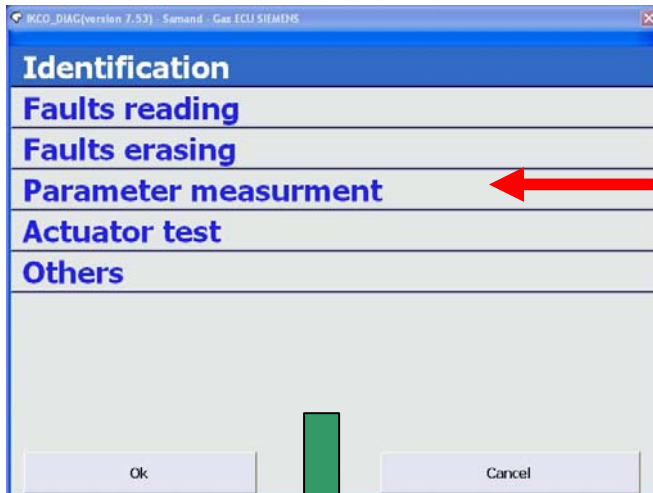 IKCO_DIAG(version 7.53) - Samand - Gas ECU SIEMENS
Identification
Faults reading
Faults erasing
Parameter measurment
Actuator test
Others
Ok Cancel